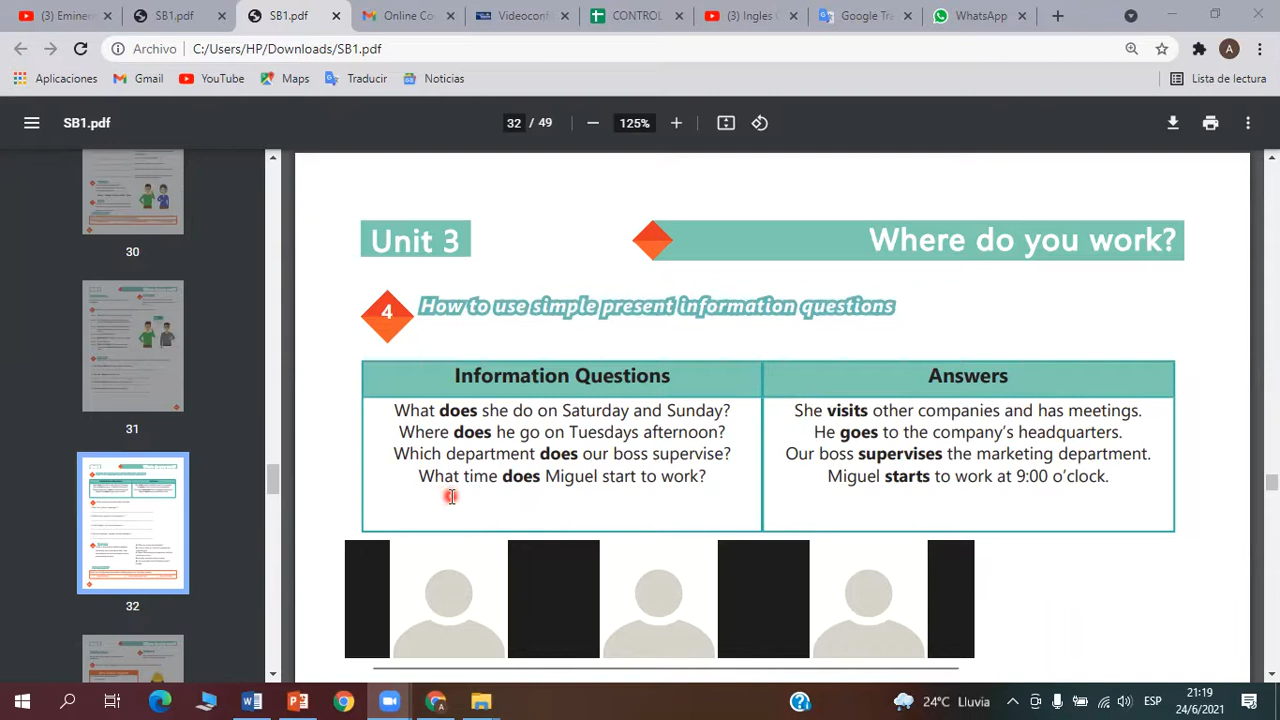 (3) Eminem
SB1.pdf
SB1.pdf
Online Co
Videoconf
CONTROL
(3) Ingles C
Google Tra
WhatsApp
Archivo
C:/Users/HP/Downloads/SB1.pdf
A
Aplicaciones
Gmail
YouTube
Maps
Traducir
Noticias
Lista de lectura
SB1.pdf
32 / 49
125%
30
31
32
Unit 3
Where do you work?
4
How to use simple present information questions
Information Questions
Answers
What does she do on Saturday and Sunday?
She visits other companies and has meetings.
Where does he go on Tuesdays afternoon?
He goes to the company's headquarters.
Which department does our boss supervise?
Our boss supervises the marketing department.
What time does Miguel start to work?
Miguel starts to work at 9:00 o'clock.
24°C Lluvia
ESP
21:19
24/6/2021